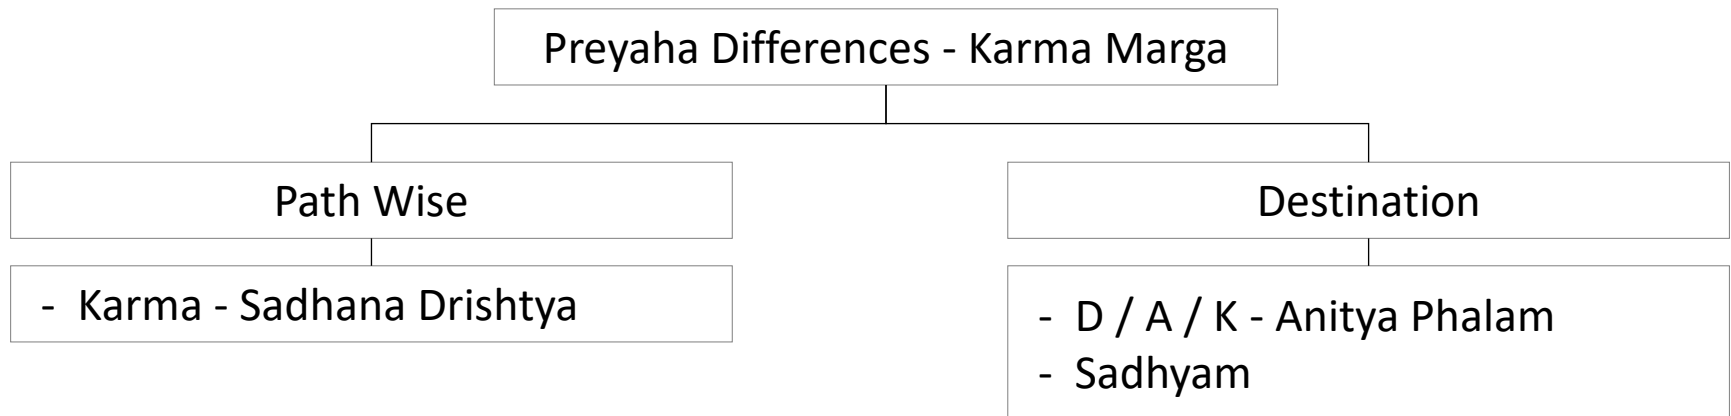 Preyaha Differences - Karma Marga
Path Wise
- Karma - Sadhana Drishtya
Destination
- D / A / K - Anitya Phalam
- Sadhyam